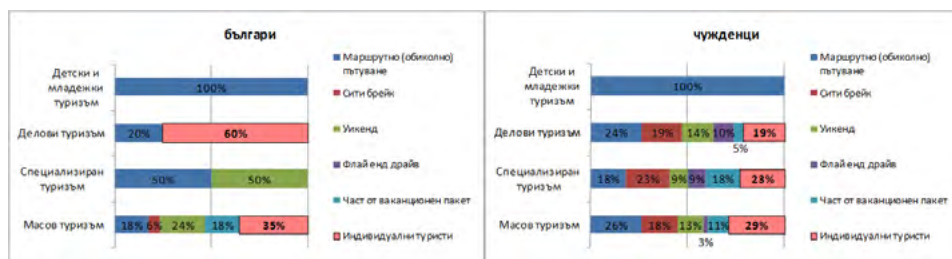 българи
Детски и
младежки
туризъм
100%
Делови туризъм
20%
60%
Специализиран
туризъм
50%
50%
Масов туризъм
18%
6%
24%
18%
35%
Маршрутно (обиколно)
пътуване
Сити брейк
Уикенд
Флай енд драйв
Част от ваканционен пакет
Индивидуални туристи
чужденци
Детски и
младежки
туризъм
100%
Делови туризъм
24%
19%
14%
10%
5%
19%
Специализиран
туризъм
18%
23%
9%
9%
18%
23%
Масов туризъм
26%
18%
13%
3%
11%
29%
Маршрутно (обиколно)
пътуване
Сити брейк
Уикенд
Флай енд драйв
Част от ваканционен пакет
Индивидуални туристи